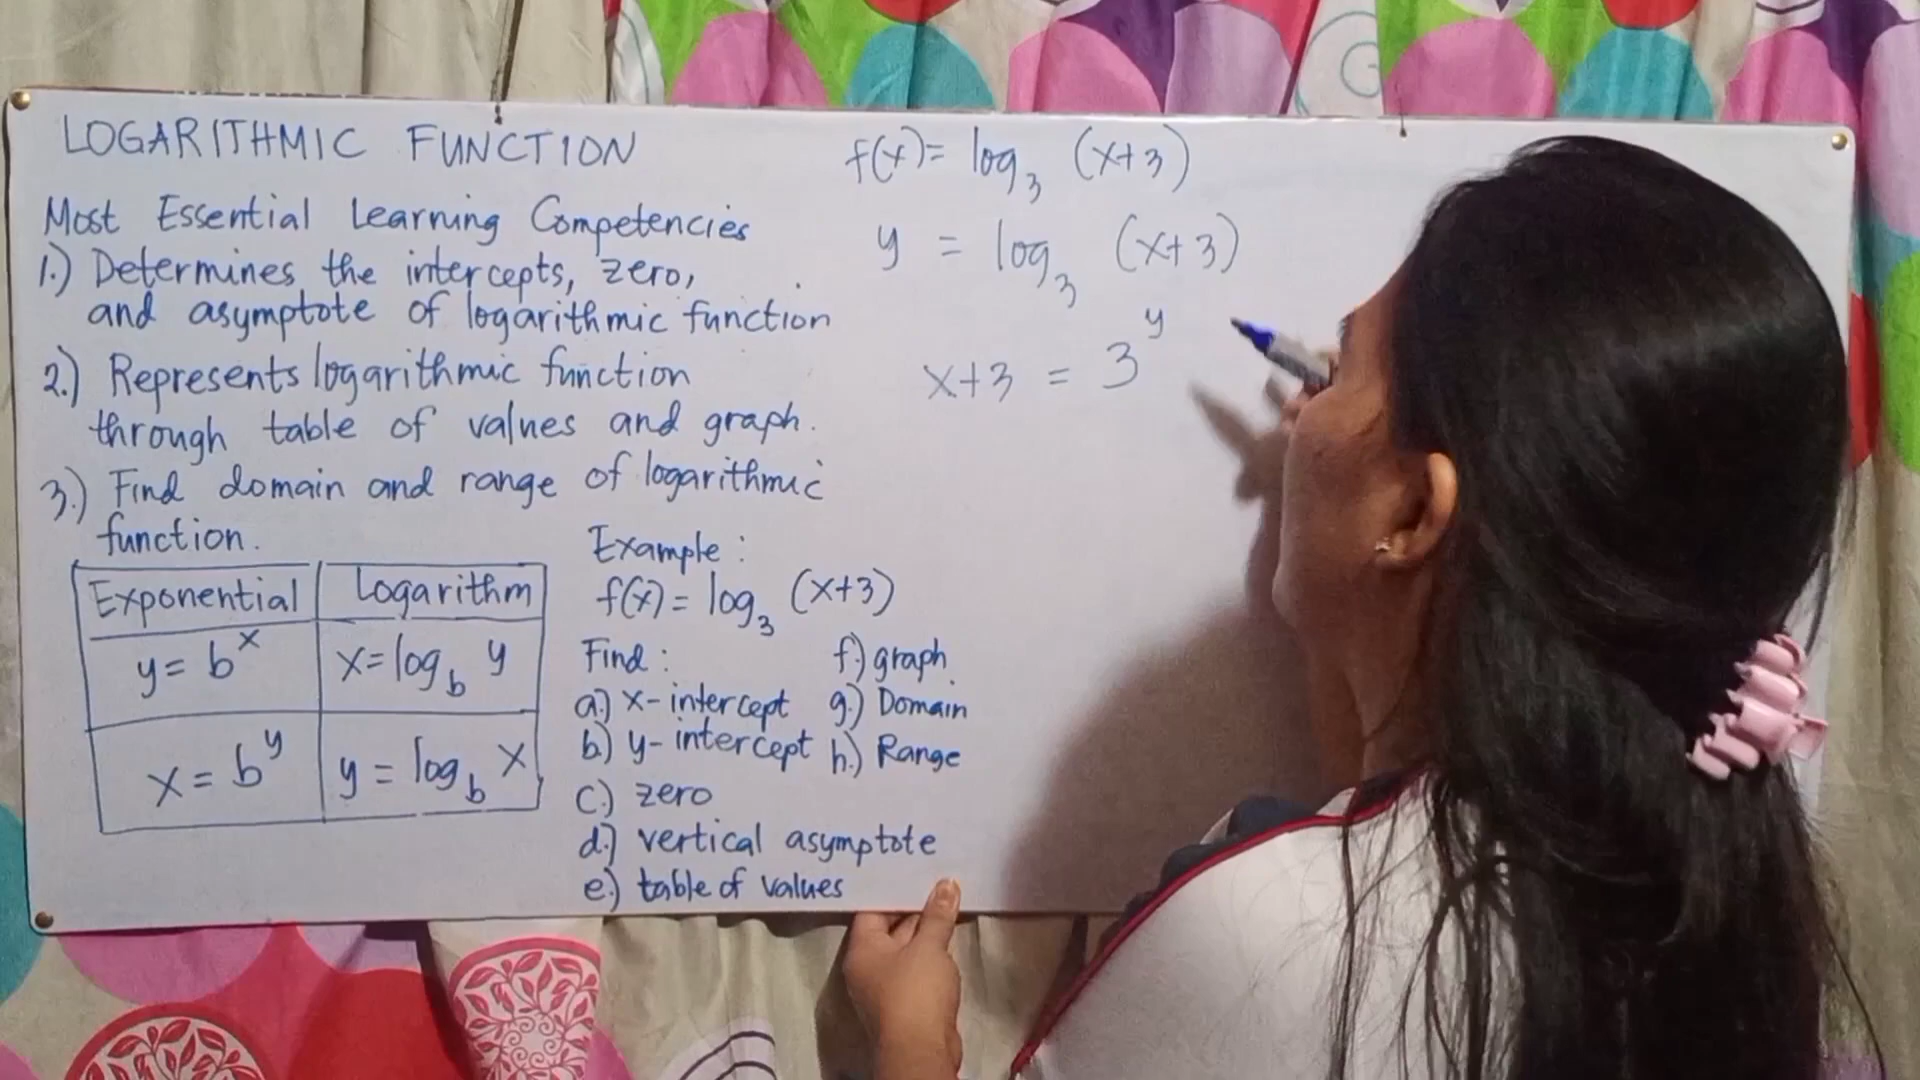 LOGARITHMIC FUNCTION
Most Essential Learning Competencies
1.) Determines the intercepts, zero,
and asymptote of logarithmic function
2.) Represents logarithmic function
through table of values and graph.
3.) Find domain and range of logarithmic
function.
Exponential Logarithm
y = b^x x = log_b y
x = b^y y = log_b x
Example :
f(x) = log_3 (x+3)
Find :
a.) x-intercept
b.) y-intercept
c.) zero
d.) vertical asymptote
e.) table of values
f.) graph
g.) Domain
h.) Range
f(x) = log_3 (x+3)
y = log_3 (x+3)
x+3 = 3^y